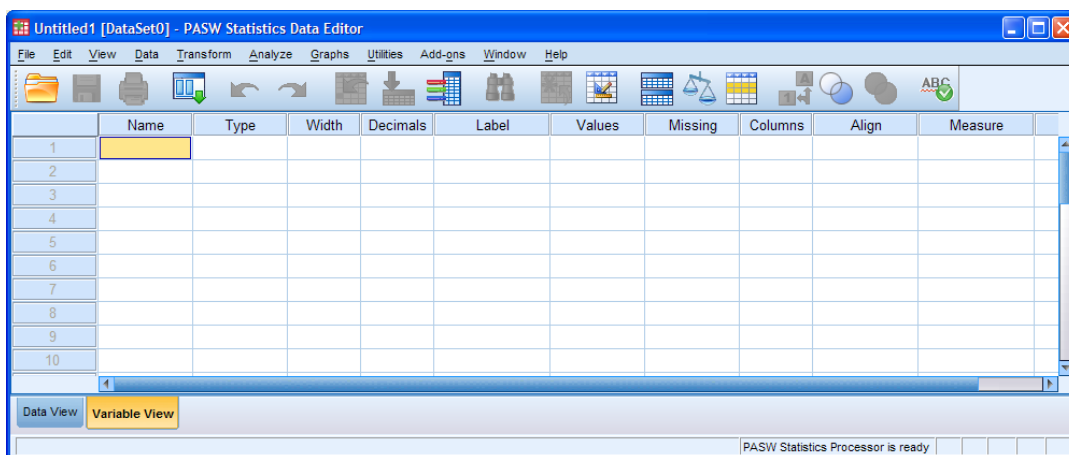 Untitled1 [DataSet0] - PASW Statistics Data Editor
File Edit View Data Transform Analyze Graphs Utilities Add-ons Window Help
A
1
ABC
Name Type Width Decimals Label Values Missing Columns Align Measure
1
2
3
4
5
6
7
8
9
10
Data View Variable View
PASW Statistics Processor is ready